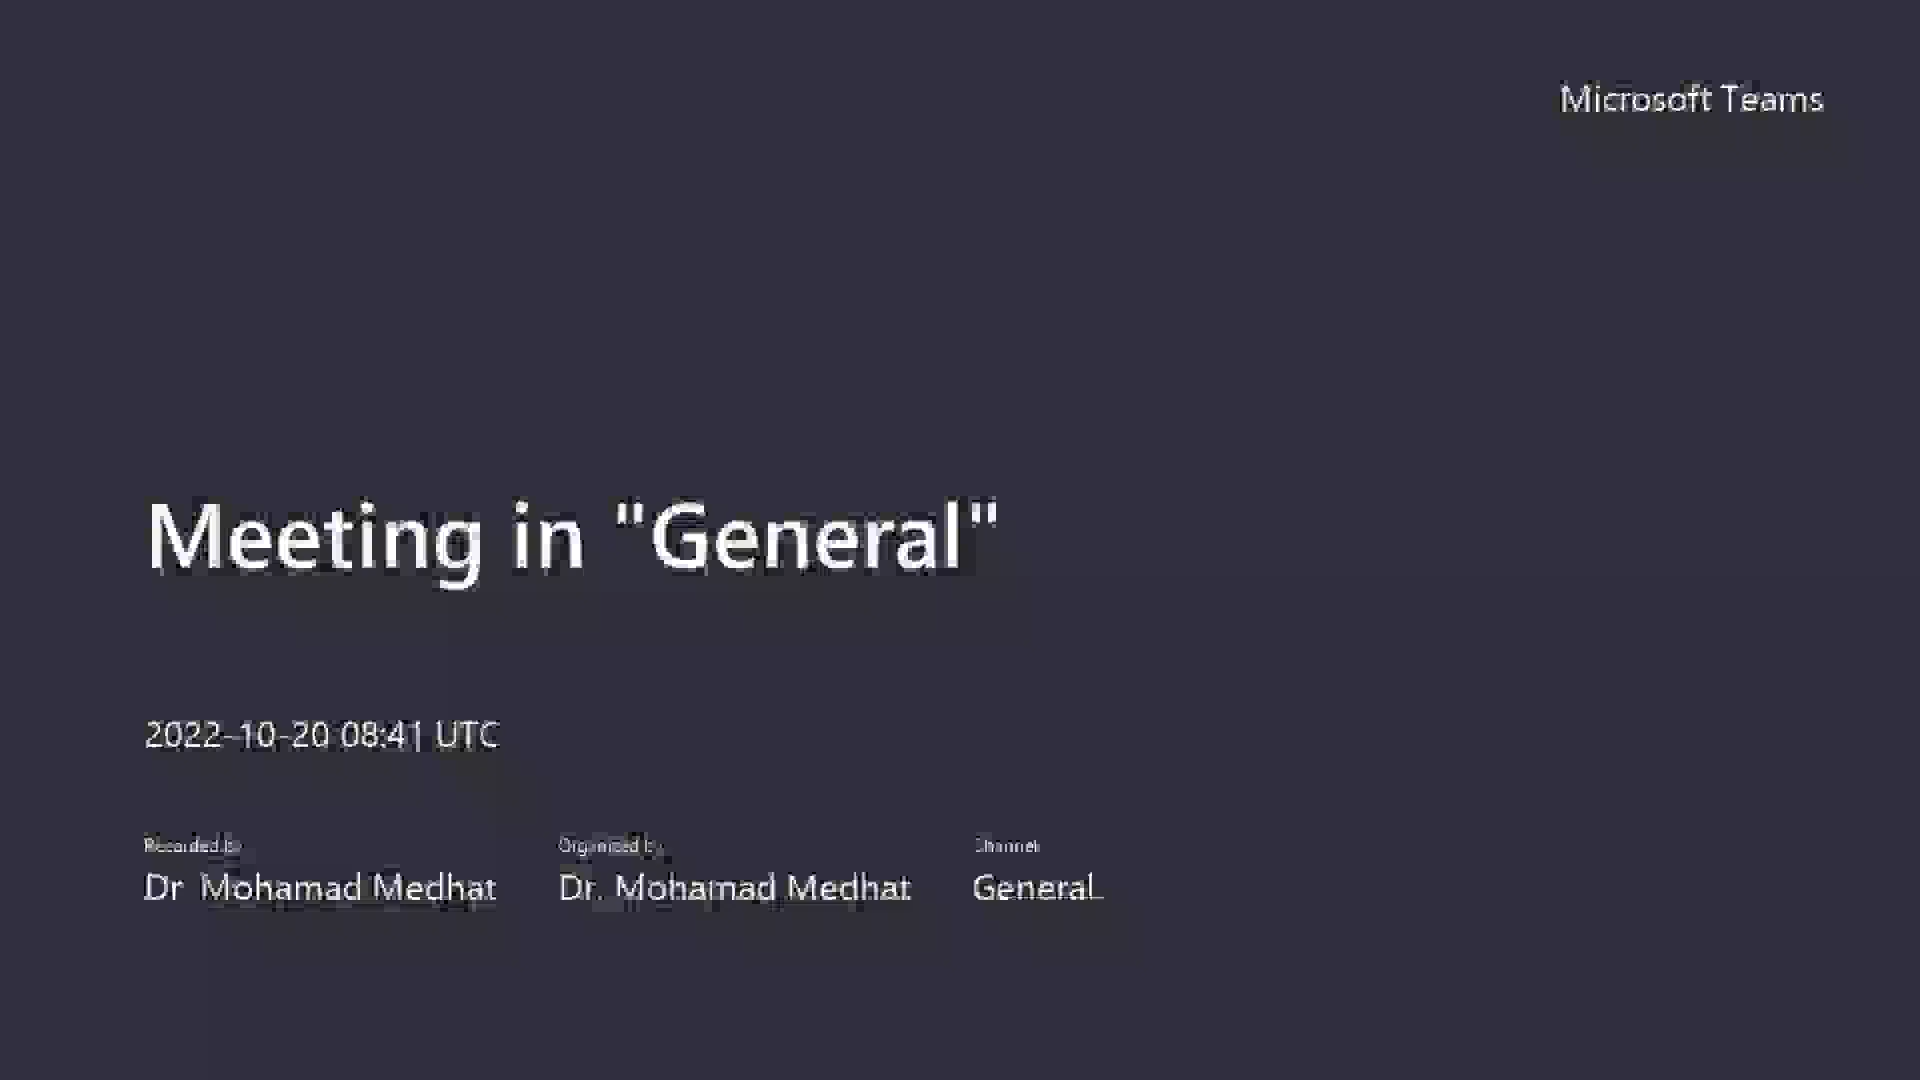 Microsoft Teams
Meeting in "General"
2022-10-20 08:41 UTC
Recorded by Organized by Channel
Dr. Mohamad Medhat Dr. Mohamad Medhat General